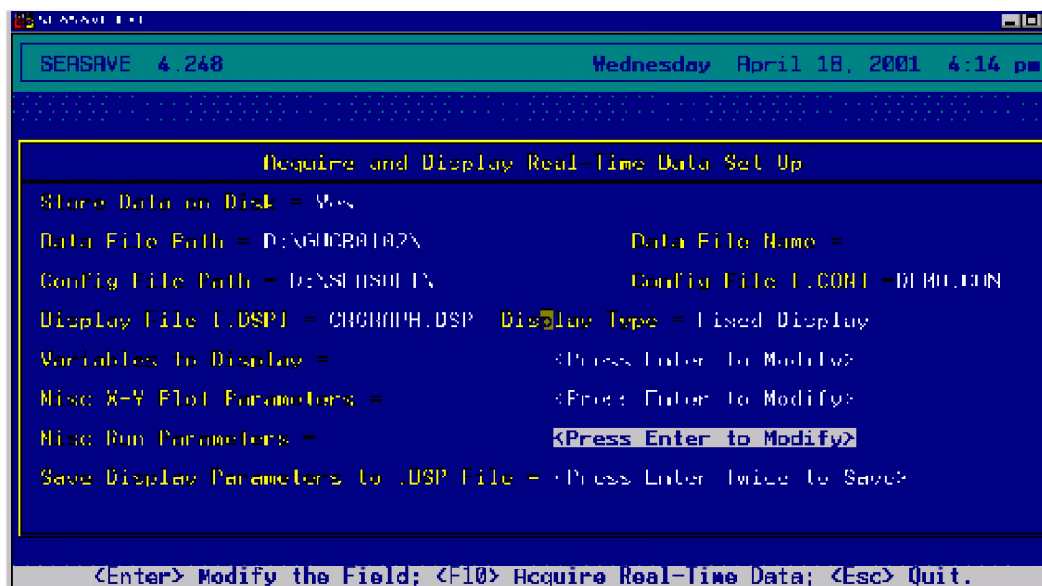 SEASAVE 4.248 Wednesday April 18, 2001 4:14 pm
Acquire and Display Real-Time Data Set Up
Store Data on Disk = Yes
Data File Path = D:\GMCR0102\ Data File Name =
Config File Path = D:\SEASOFT\ Config File [.CON] =DEMO.CON
Display File [.DSP] = CRGRAPH.DSP Display Type = Fixed Display
Variables to Display = <Press Enter to Modify>
Misc X-Y Plot Parameters = <Press Enter to Modify>
Misc Run Parameters = <Press Enter to Modify>
Save Display Parameters to .DSP File = <Press Enter Twice to Save>
<Enter> Modify the Field; <F10> Acquire Real-Time Data; <Esc> Quit.